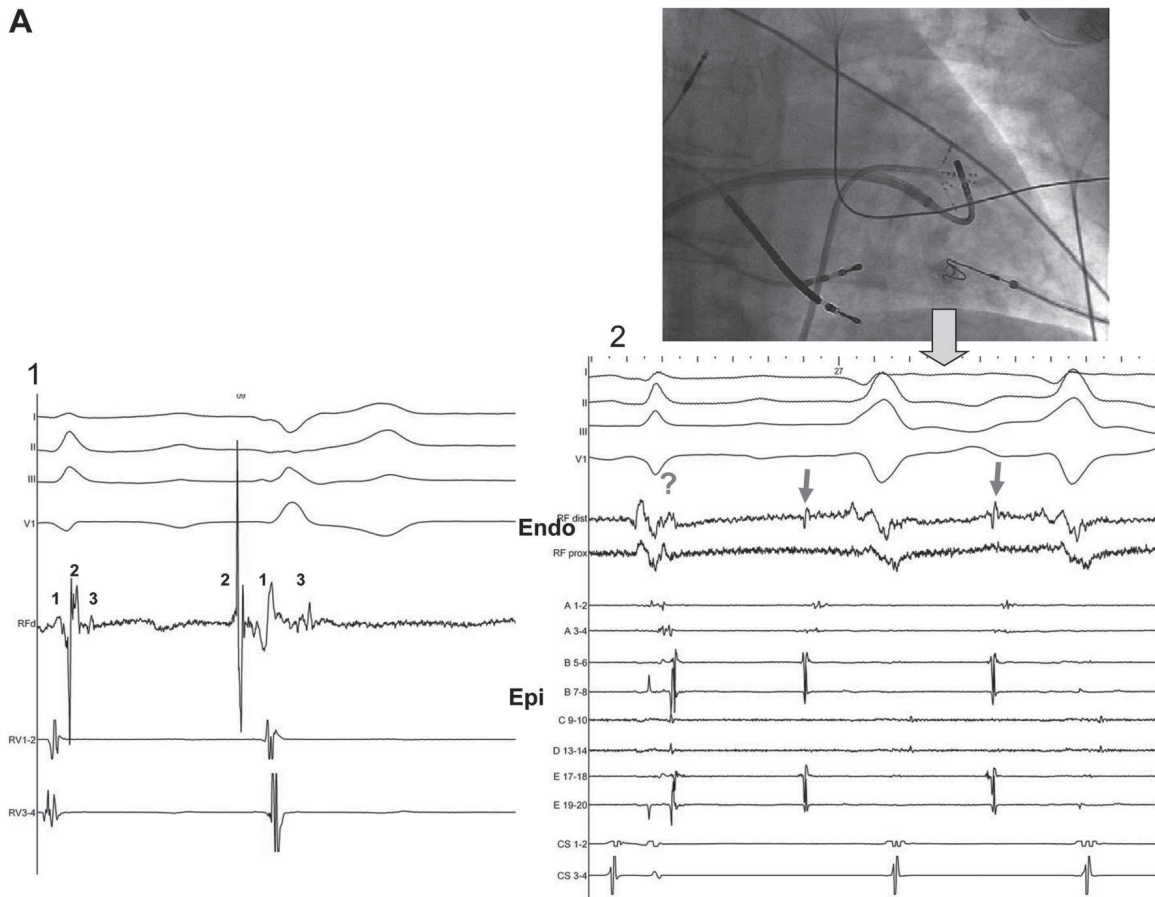 A
1
09
I
II
III
V1
2
1 2 3
2 1 3
RFd
RV1-2
RV3-4
2
27
I
II
III
V1
?
Endo
RF dist
RF prox
A 1-2
A 3-4
B 5-6
B 7-8
Epi
C 9-10
D 13-14
E 17-18
E 19-20
CS 1-2
CS 3-4